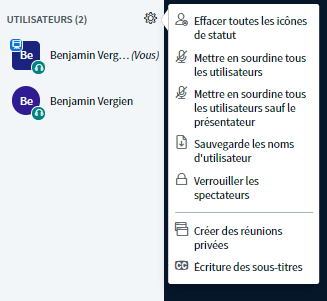 UTILISATEURS (2)
Be
Benjamin Verg… (Vous)
Be
Benjamin Vergien
Effacer toutes les icônes
de statut
Mettre en sourdine tous
les utilisateurs
Mettre en sourdine tous
les utilisateurs sauf le
présentateur
Sauvegarde les noms
d'utilisateur
Verrouiller les
spectateurs
Créer des réunions
privées
CC
Écriture des sous-titres